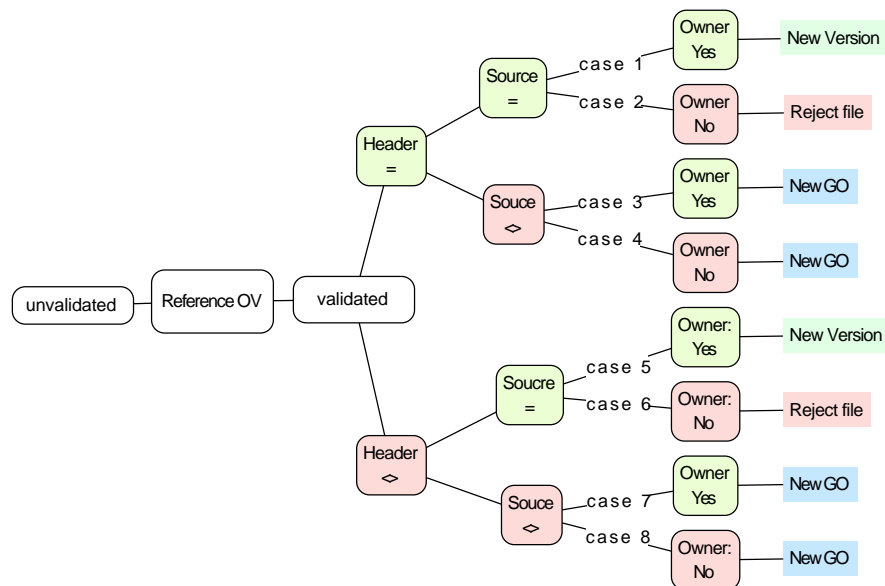 Owner
Yes
New Version
case 1
Source
=
case 2
Owner
No
Reject file
Header
=
Owner
Yes
New GO
case 3
Souce
<>
case 4
Owner
No
New GO
unvalidated
Reference OV
validated
Owner:
Yes
New Version
case 5
Soucre
=
case 6
Owner:
No
Reject file
Header
<>
Owner
Yes
New GO
case 7
Souce
<>
case 8
Owner:
No
New GO